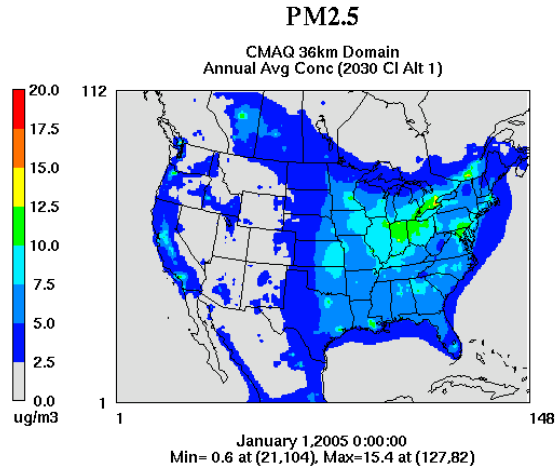 PM2.5
CMAQ 36km Domain
Annual Avg Conc (2030 CI Alt 1)
112
20.0
17.5
15.0
12.5
10.0
7.5
5.0
2.5
0.0
ug/m3
1
1
148
January 1,2005 0:00:00
Min= 0.6 at (21,104), Max=15.4 at (127,82)